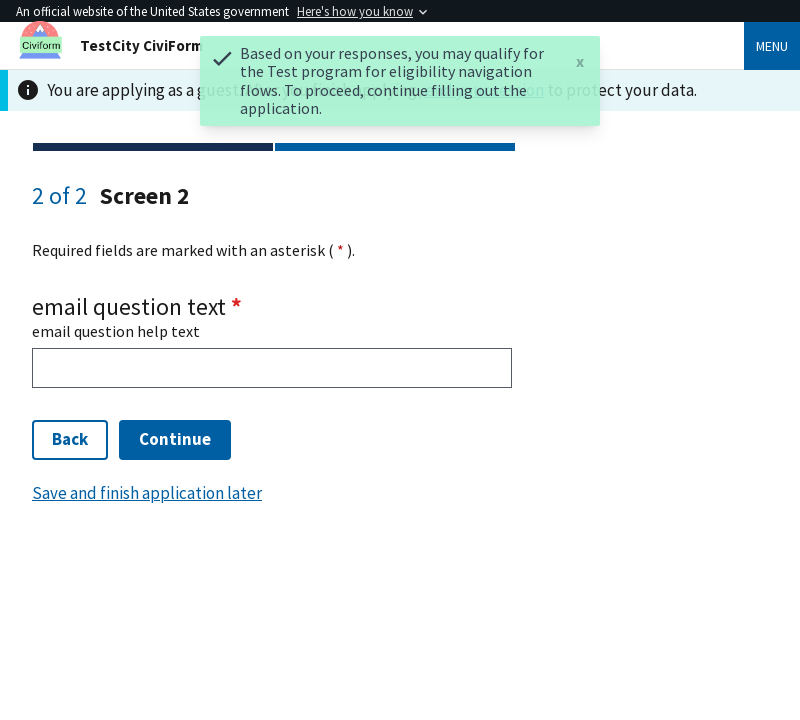 An official website of the United States government Here's how you know
Civiform
TestCity CiviForm
MENU
Based on your responses, you may qualify for
the Test program for eligibility navigation
flows. To proceed, continue filling out the
application.
x
You are applying as a to protect your data.
2 of 2 Screen 2
Required fields are marked with an asterisk ( * ).
email question text *
email question help text
Back
Continue
Save and finish application later